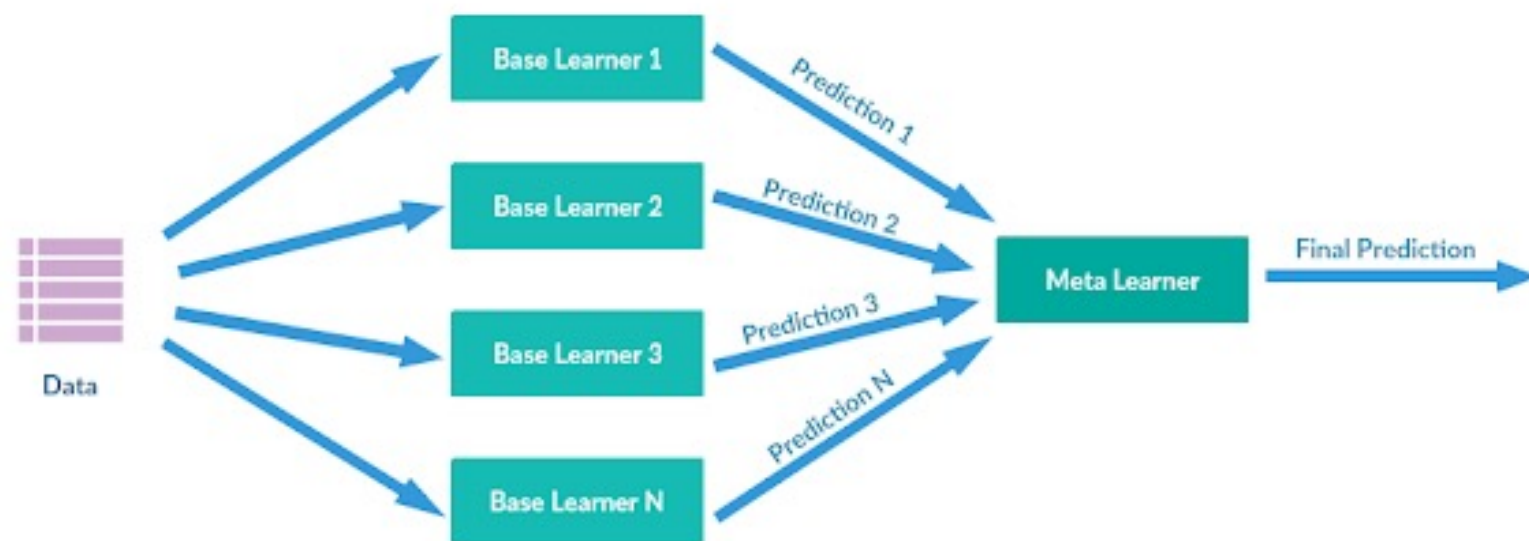 Base Learner 1
Prediction 1
Base Learner 2
Prediction 2
Data
Base Learner 3
Prediction 3
Base Learner N
Prediction N
Meta Learner
Final Prediction